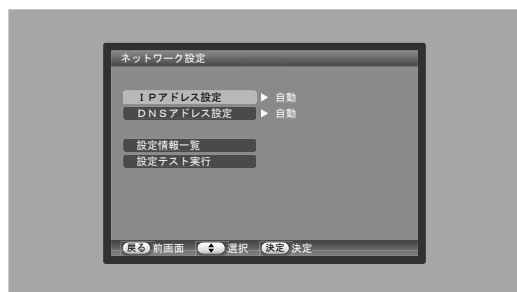 ネットワーク設定
ＩＰアドレス設定 ▶ 自動
ＤＮＳアドレス設定 ▶ 自動
設定情報一覧
設定テスト実行
戻る 前画面 選択 決定 決定